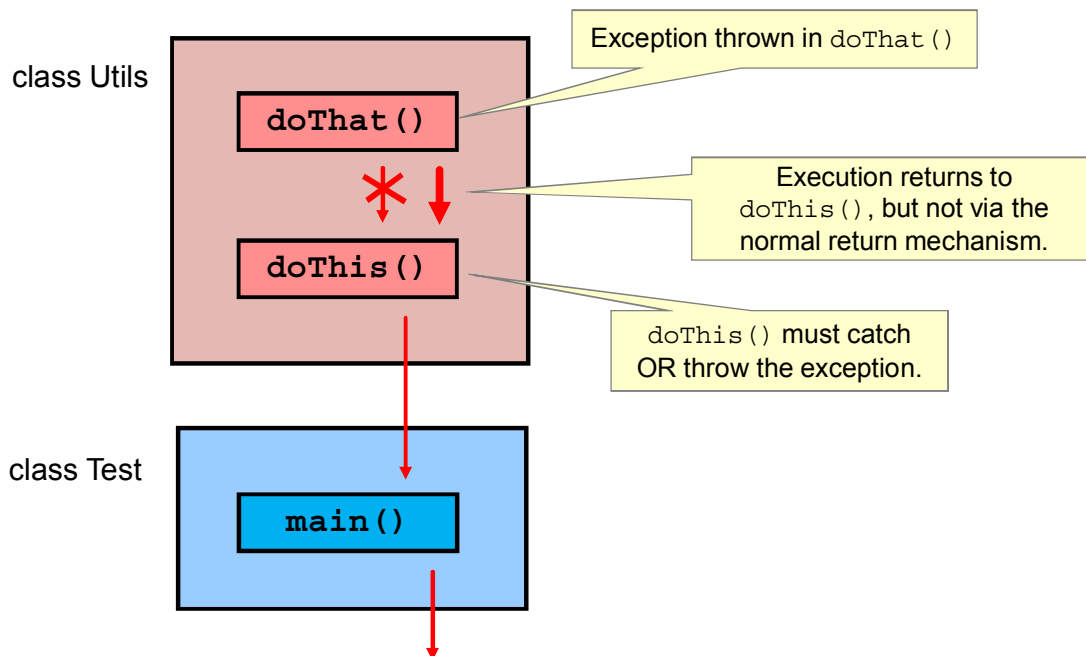 Exception thrown in doThat()
class Utils
doThat()
Execution returns to
doThis(), but not via the
normal return mechanism.
doThis()
doThis() must catch
OR throw the exception.
class Test
main()